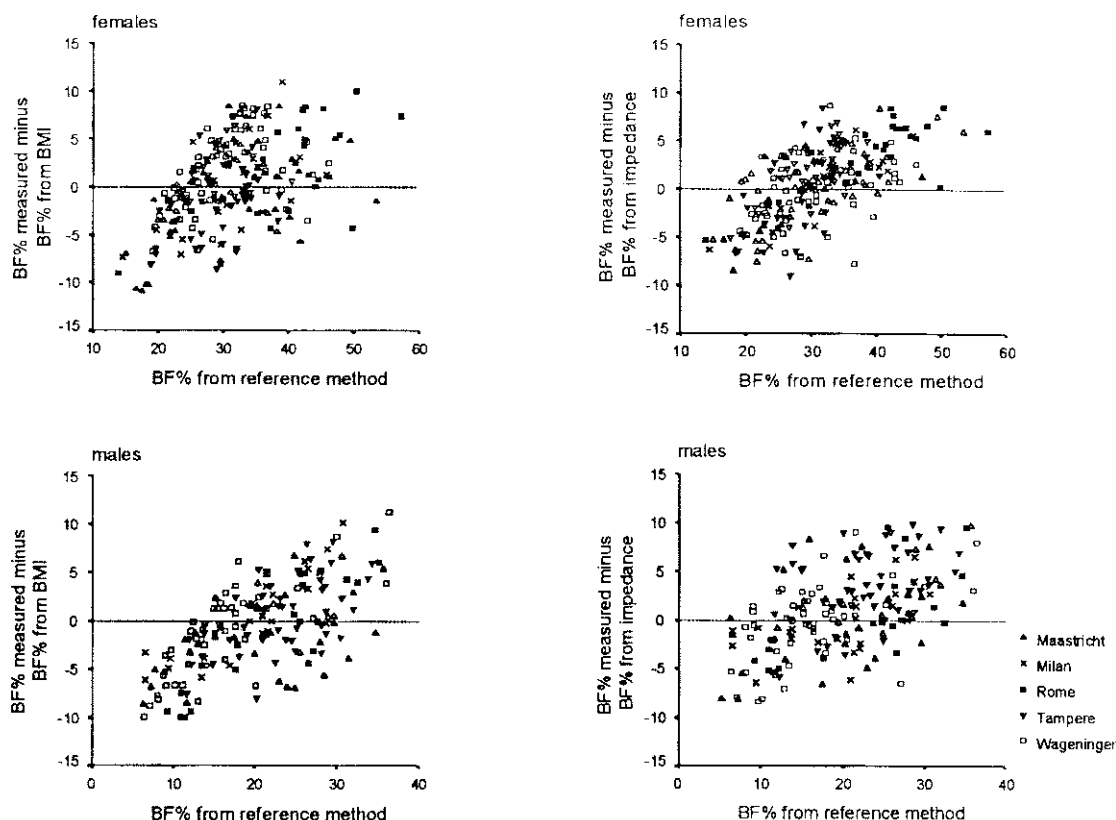 females
15
10
5
0
-5
-10
-15
10 20 30 40 50 60
BF% measured minus
BF% from BMI
BF% from reference method
females
15
10
5
0
-5
-10
-15
10 20 30 40 50 60
BF% measured minus
BF% from impedance
BF% from reference method
males
15
10
5
0
-5
-10
-15
0 10 20 30 40
BF% measured minus
BF% from BMI
BF% from reference method
males
15
10
5
0
-5
-10
-15
0 10 20 30 40
BF% measured minus
BF% from impedance
BF% from reference method
Maastricht
Milan
Rome
Tampere
Wageninger